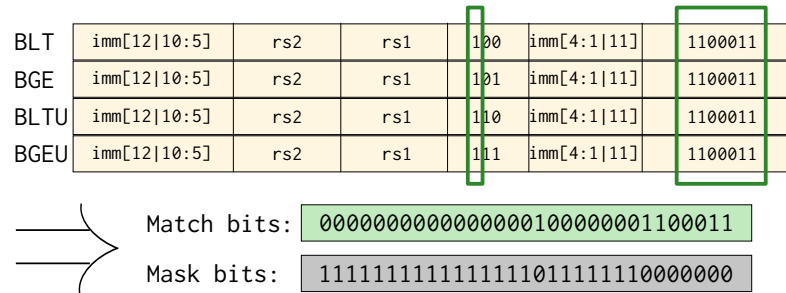 BLT imm[12|10:5] rs2 rs1 100 imm[4:1|11] 1100011
BGE imm[12|10:5] rs2 rs1 101 imm[4:1|11] 1100011
BLTU imm[12|10:5] rs2 rs1 110 imm[4:1|11] 1100011
BGEU imm[12|10:5] rs2 rs1 111 imm[4:1|11] 1100011
Match bits: 0000000000000000100000001100011
Mask bits: 1111111111111111011111110000000